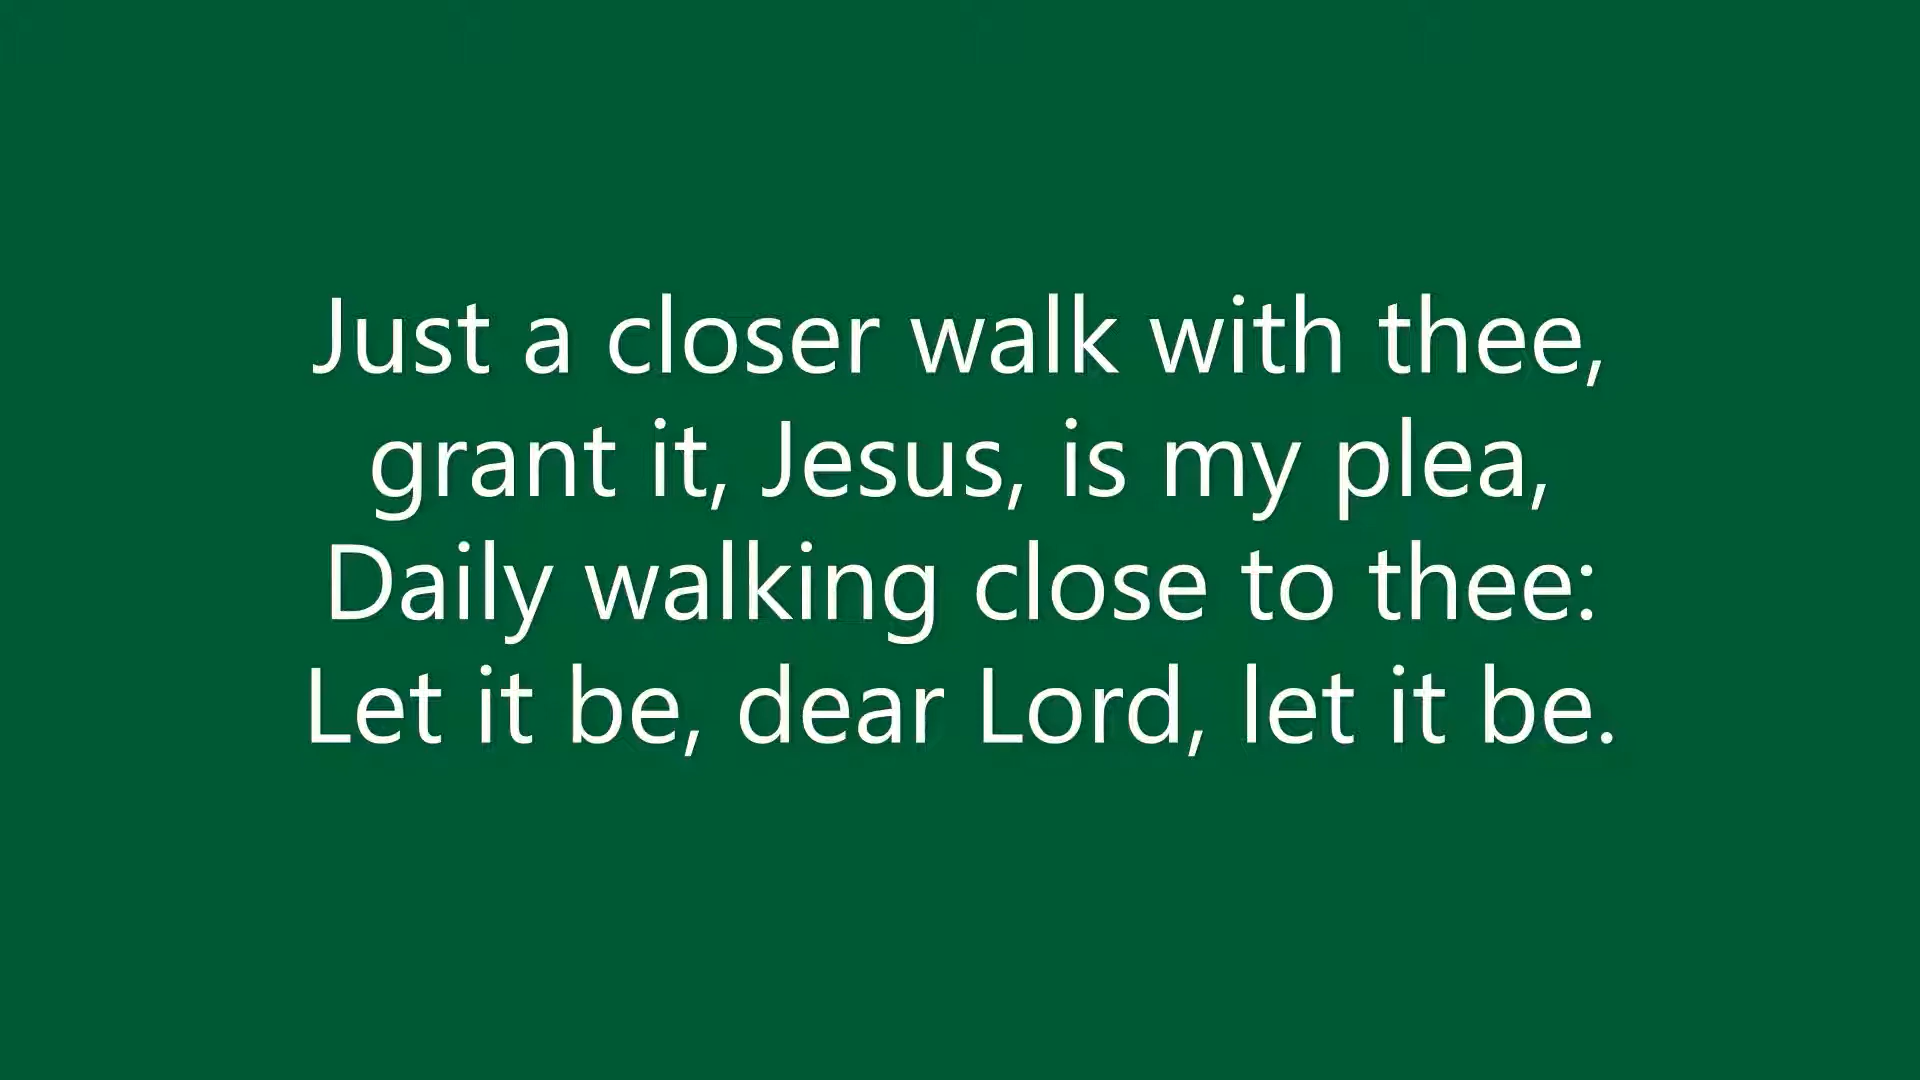 Just a closer walk with thee,
grant it, Jesus, is my plea,
Daily walking close to thee:
Let it be, dear Lord, let it be.